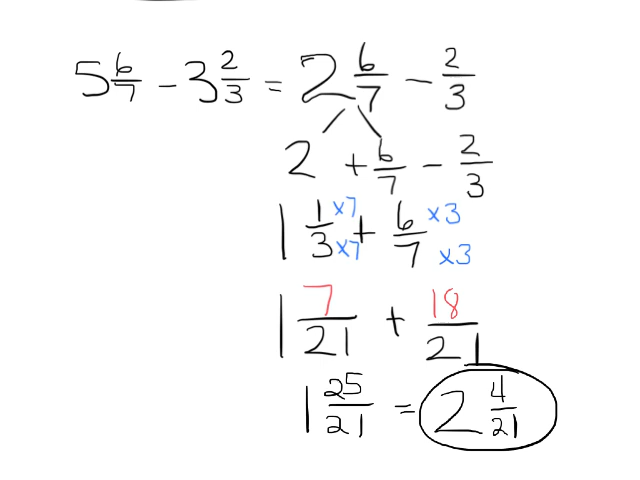 5 6/7 - 3 2/3 = 2 6/7 - 2/3
2 + 6/7 - 2/3
1 1/3 ×7 ×7 + 6/7 ×3 ×3
1 7/21 + 18/21
1 25/21 = 2 4/21